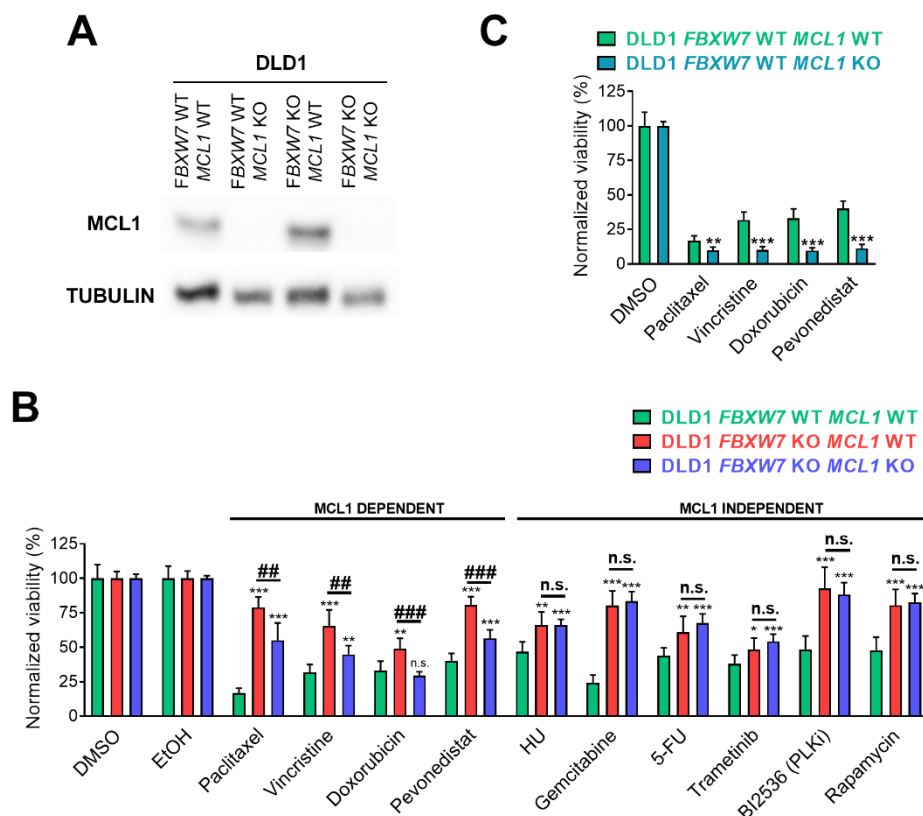 A
DLD1
FBXW7 WT
MCL1 WT
FBXW7 WT
MCL1 KO
FBXW7 KO
MCL1 WT
FBXW7 KO
MCL1 KO
MCL1
TUBULIN
C
DLD1 FBXW7 WT MCL1 WT
DLD1 FBXW7 WT MCL1 KO
Normalized viability (%)
125
100
75
50
25
0
** *** *** ***
DMSO
Paclitaxel
Vincristine
Doxorubicin
Pevonedistat
B
DLD1 FBXW7 WT MCL1 WT
DLD1 FBXW7 KO MCL1 WT
DLD1 FBXW7 KO MCL1 KO
MCL1 DEPENDENT
MCL1 INDEPENDENT
Normalized viability (%)
125
100
75
50
25
0
##
*** ***
##
*** **
###
** n.s.
###
*** ***
n.s.
** ***
n.s.
*** ***
n.s.
** ***
n.s.
* ***
n.s.
*** ***
n.s.
*** ***
DMSO
EtOH
Paclitaxel
Vincristine
Doxorubicin
Pevonedistat
HU
Gemcitabine
5-FU
Trametinib
BI2536 (PLKi)
Rapamycin